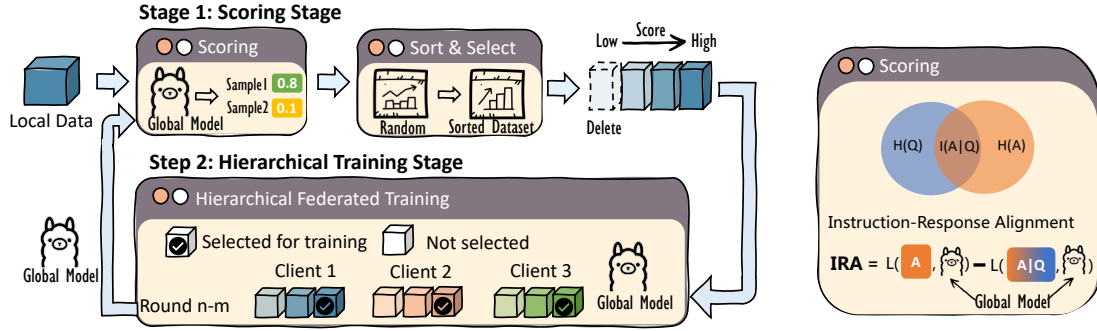 Stage 1: Scoring Stage
Scoring
Sample1 0.8
Sample2 0.1
Global Model
Local Data
Sort & Select
Random
Sorted Dataset
Low Score High
Delete
Step 2: Hierarchical Training Stage
Hierarchical Federated Training
Selected for training
Not selected
Client 1
Client 2
Client 3
Round n-m
Global Model
Global Model
Scoring
H(Q)
I(A|Q)
H(A)
Instruction-Response Alignment
IRA = L( A , ) – L( A|Q , )
Global Model